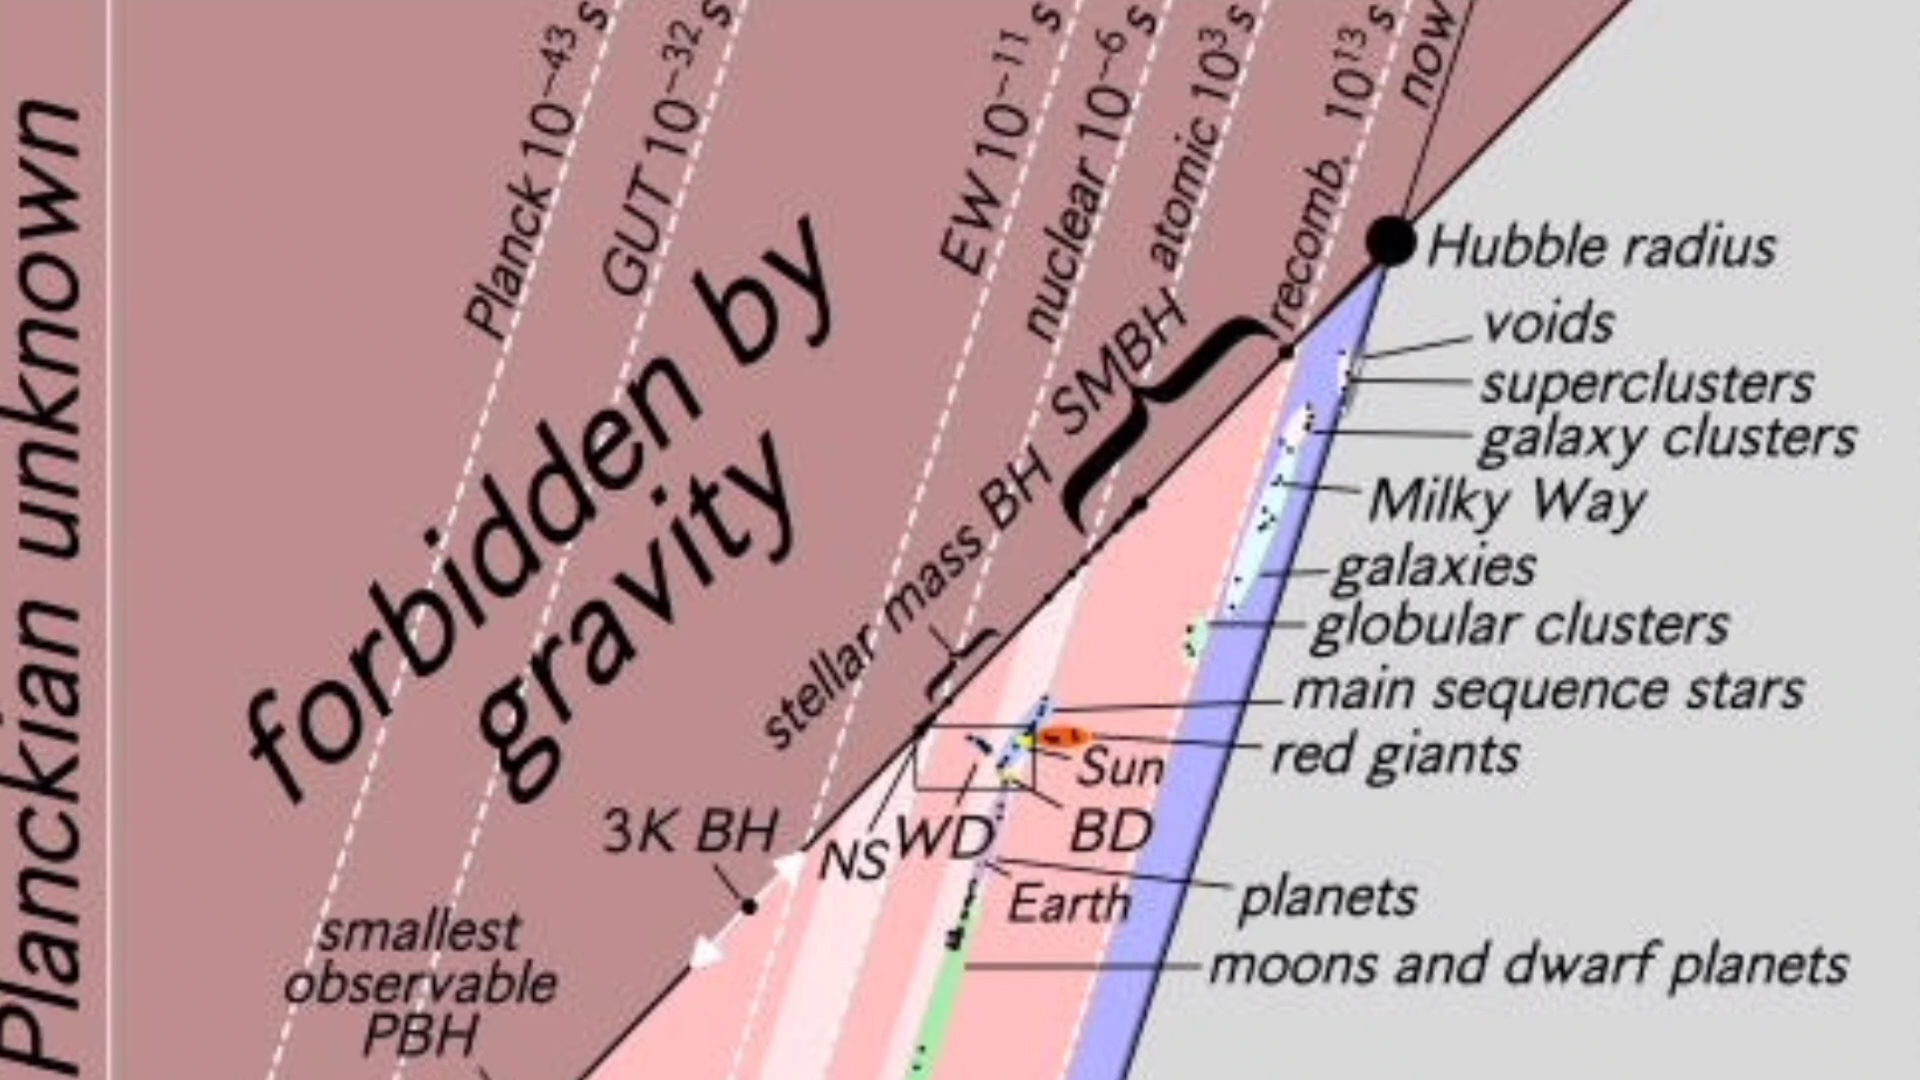 Planckian unknown
Planck 10⁻⁴³ s
GUT 10⁻³² s
EW 10⁻¹¹ s
nuclear 10⁻⁶ s
atomic 10³ s
recomb. 10¹³ s
now
forbidden by
gravity
SMBH
stellar mass BH
3K BH
smallest
observable
PBH
Hubble radius
voids
superclusters
galaxy clusters
Milky Way
galaxies
globular clusters
main sequence stars
red giants
Sun
BD
WD
NS
Earth
planets
moons and dwarf planets